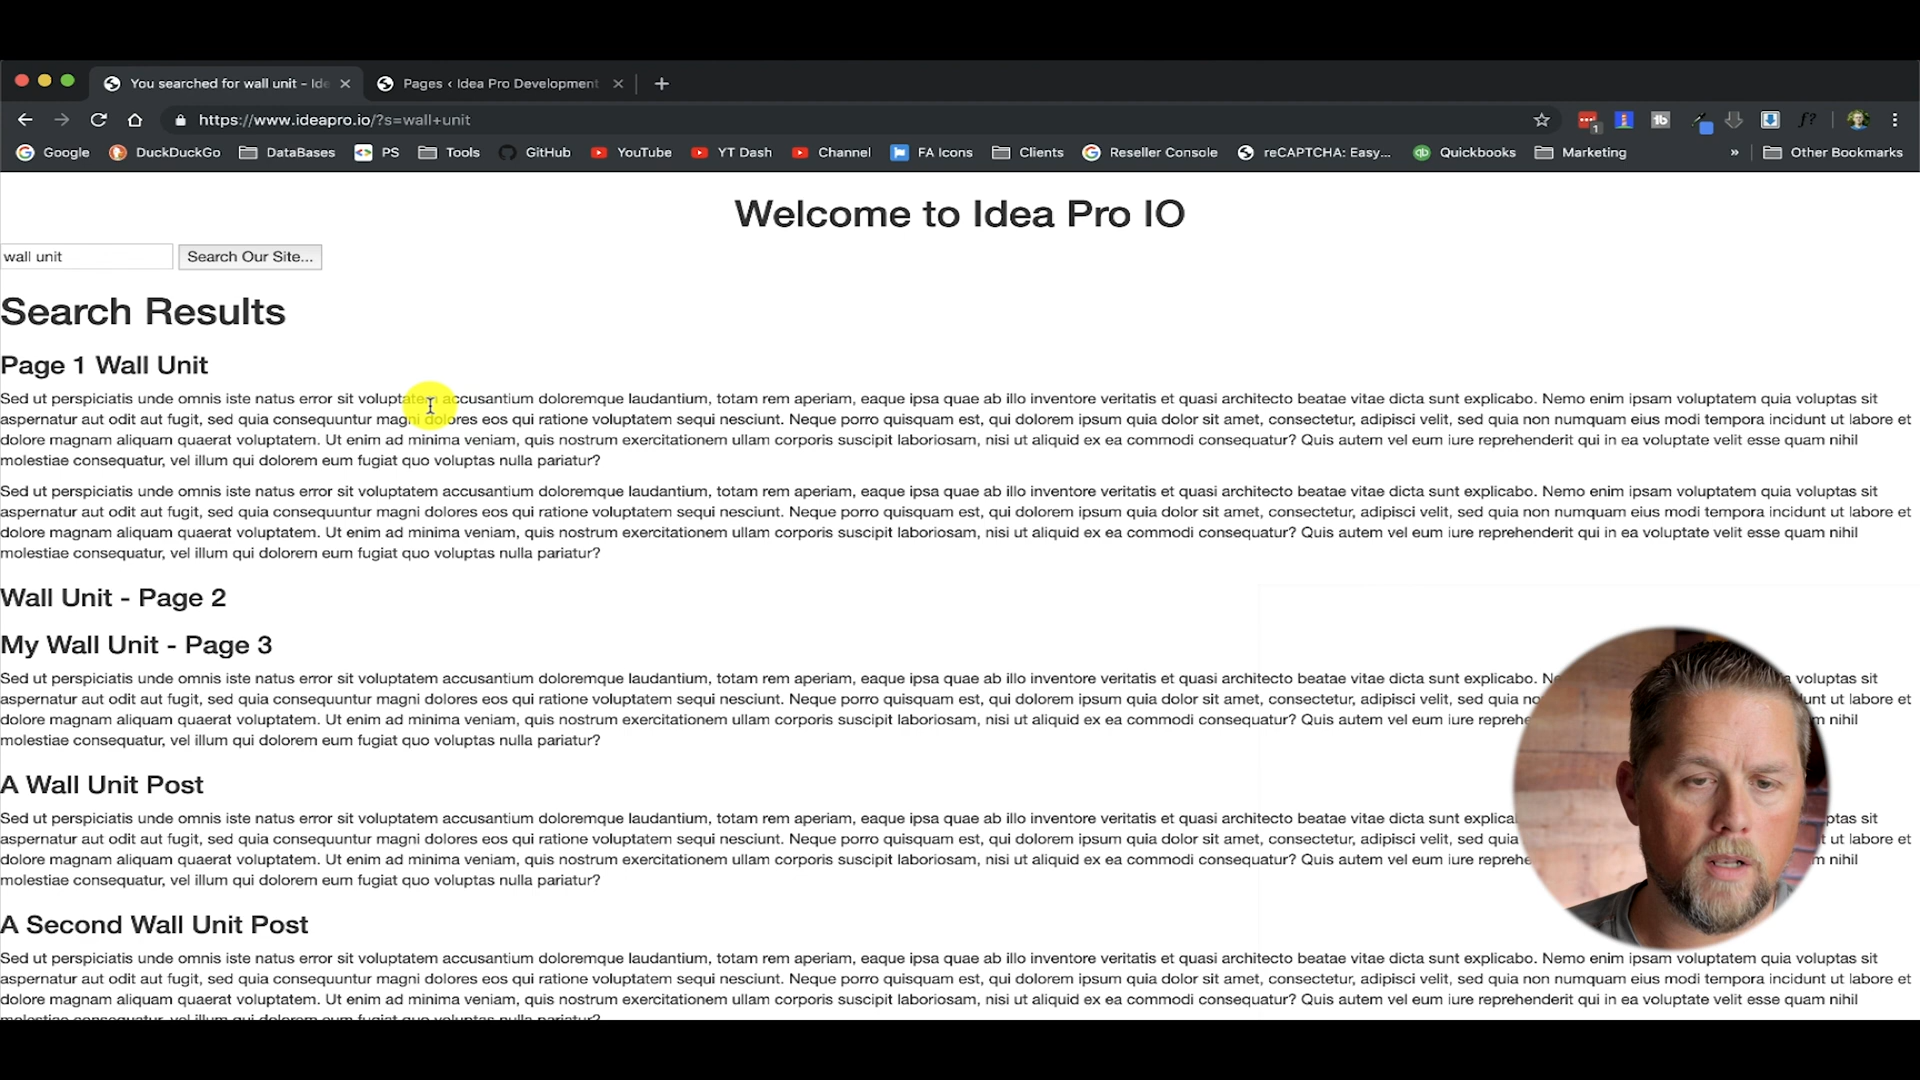 You searched for wall unit - Ide
Pages ‹ Idea Pro Development
https://www.ideapro.io/?s=wall+unit
1
tb
f?
Google DuckDuckGo DataBases PS Tools GitHub YouTube YT Dash Channel FA Icons Clients Reseller Console reCAPTCHA: Easy... Quickbooks Marketing » Other Bookmarks
Welcome to Idea Pro IO
wall unit Search Our Site...
Search Results
Page 1 Wall Unit
Sed ut perspiciatis unde omnis iste natus error sit voluptatem accusantium doloremque laudantium, totam rem aperiam, eaque ipsa quae ab illo inventore veritatis et quasi architecto beatae vitae dicta sunt explicabo. Nemo enim ipsam voluptatem quia voluptas sit
aspernatur aut odit aut fugit, sed quia consequuntur magni dolores eos qui ratione voluptatem sequi nesciunt. Neque porro quisquam est, qui dolorem ipsum quia dolor sit amet, consectetur, adipisci velit, sed quia non numquam eius modi tempora incidunt ut labore et
dolore magnam aliquam quaerat voluptatem. Ut enim ad minima veniam, quis nostrum exercitationem ullam corporis suscipit laboriosam, nisi ut aliquid ex ea commodi consequatur? Quis autem vel eum iure reprehenderit qui in ea voluptate velit esse quam nihil
molestiae consequatur, vel illum qui dolorem eum fugiat quo voluptas nulla pariatur?
Sed ut perspiciatis unde omnis iste natus error sit voluptatem accusantium doloremque laudantium, totam rem aperiam, eaque ipsa quae ab illo inventore veritatis et quasi architecto beatae vitae dicta sunt explicabo. Nemo enim ipsam voluptatem quia voluptas sit
aspernatur aut odit aut fugit, sed quia consequuntur magni dolores eos qui ratione voluptatem sequi nesciunt. Neque porro quisquam est, qui dolorem ipsum quia dolor sit amet, consectetur, adipisci velit, sed quia non numquam eius modi tempora incidunt ut labore et
dolore magnam aliquam quaerat voluptatem. Ut enim ad minima veniam, quis nostrum exercitationem ullam corporis suscipit laboriosam, nisi ut aliquid ex ea commodi consequatur? Quis autem vel eum iure reprehenderit qui in ea voluptate velit esse quam nihil
molestiae consequatur, vel illum qui dolorem eum fugiat quo voluptas nulla pariatur?
Wall Unit - Page 2
My Wall Unit - Page 3
Sed ut perspiciatis unde omnis iste natus error sit voluptatem accusantium doloremque laudantium, totam rem aperiam, eaque ipsa quae ab illo inventore veritatis et quasi architecto beatae vitae dicta sunt explicabo. voluptas sit
aspernatur aut odit aut fugit, sed quia consequuntur magni dolores eos qui ratione voluptatem sequi nesciunt. Neque porro quisquam est, qui dolorem ipsum quia dolor sit amet, consectetur, adipisci velit, sed quia ut labore et
dolore magnam aliquam quaerat voluptatem. Ut enim ad minima veniam, quis nostrum exercitationem ullam corporis suscipit laboriosam, nisi ut aliquid ex ea commodi consequatur? Quis autem vel eum iure nihil
molestiae consequatur, vel illum qui dolorem eum fugiat quo voluptas nulla pariatur?
A Wall Unit Post
Sed ut perspiciatis unde omnis iste natus error sit voluptatem accusantium doloremque laudantium, totam rem aperiam, eaque ipsa quae ab illo inventore veritatis et quasi architecto beatae vitae dicta sunt sit
aspernatur aut odit aut fugit, sed quia consequuntur magni dolores eos qui ratione voluptatem sequi nesciunt. Neque porro quisquam est, qui dolorem ipsum quia dolor sit amet, consectetur, adipisci velit, sed quia ut labore et
dolore magnam aliquam quaerat voluptatem. Ut enim ad minima veniam, quis nostrum exercitationem ullam corporis suscipit laboriosam, nisi ut aliquid ex ea commodi consequatur? Quis autem vel eum iure nihil
molestiae consequatur, vel illum qui dolorem eum fugiat quo voluptas nulla pariatur?
A Second Wall Unit Post
Sed ut perspiciatis unde omnis iste natus error sit voluptatem accusantium doloremque laudantium, totam rem aperiam, eaque ipsa quae ab illo inventore veritatis et quasi architecto beatae vitae dicta sunt explicabo. Nemo enim ipsam voluptatem quia voluptas sit
aspernatur aut odit aut fugit, sed quia consequuntur magni dolores eos qui ratione voluptatem sequi nesciunt. Neque porro quisquam est, qui dolorem ipsum quia dolor sit amet, consectetur, adipisci velit, sed quia non numquam eius modi tempora incidunt ut labore et
dolore magnam aliquam quaerat voluptatem. Ut enim ad minima veniam, quis nostrum exercitationem ullam corporis suscipit laboriosam, nisi ut aliquid ex ea commodi consequatur? Quis autem vel eum iure reprehenderit qui in ea voluptate velit esse quam nihil
molestiae consequatur, vel illum qui dolorem eum fugiat quo voluptas nulla pariatur?